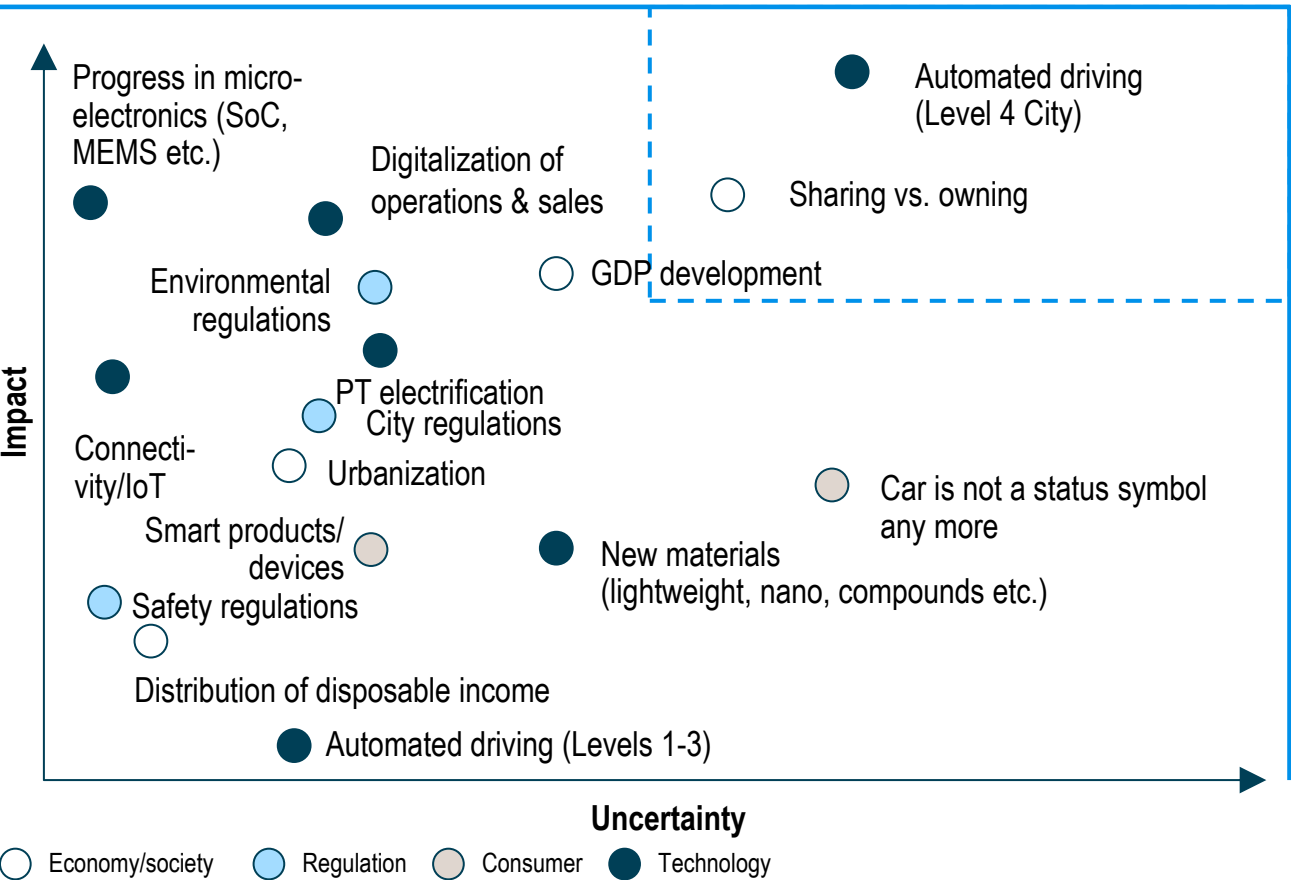 Progress in micro-
electronics (SoC,
MEMS etc.)
Automated driving
(Level 4 City)
Digitalization of
operations & sales
Sharing vs. owning
Environmental
regulations
GDP development
PT electrification
City regulations
Connecti-
vity/IoT
Urbanization
Car is not a status symbol
any more
Smart products/
devices
New materials
(lightweight, nano, compounds etc.)
Safety regulations
Distribution of disposable income
Automated driving (Levels 1-3)
Impact
Uncertainty
Economy/society
Regulation
Consumer
Technology